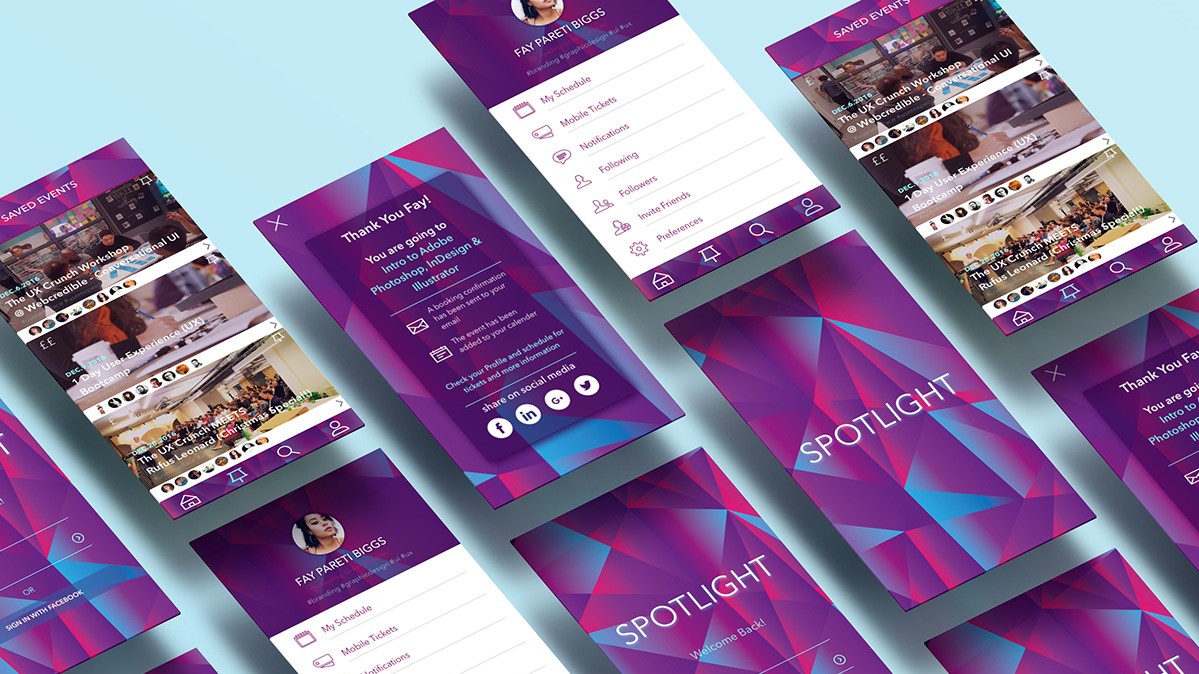 SAVED EVENTS
DEC.6.2016
The UX Crunch Workshop
@ Webcredible - Conversational UI
££
DEC.9.2016
1 Day User Experience (UX)
Bootcamp
DEC.20.2016
The UX Crunch MEETS
Rufus Leonard (Christmas Special)
OR
SIGN IN WITH FACEBOOK
Thank You Fay!
You are going to
Intro to Adobe
Photoshop, InDesign &
Illustrator
A booking confirmation
has been sent to your
email
The event has been
added to your calender
Check your Profile and schedule for
tickets and more information
share on social media
f
in
G+
FAY PARETI BIGGS
#branding #graphicdesign #ui #ux
My Schedule
Mobile Tickets
Notifications
Following
Followers
Invite Friends
Preferences
SAVED EVENTS
£
DEC.6.2016
The UX Crunch Workshop
@ Webcredible - Conversational UI
££
1 Day User Experience (UX)
Bootcamp
DEC.20.2016
The UX Crunch MEETS
Rufus Leonard (Christmas Special)
SPOTLIGHT
Thank You Fay
You are goi
Intro to
Photosho
FAY PARETI BIGGS
#branding #graphicdesign #ui #ux
My Schedule
Mobile Tickets
Notifications
SPOTLIGHT
Welcome Back!